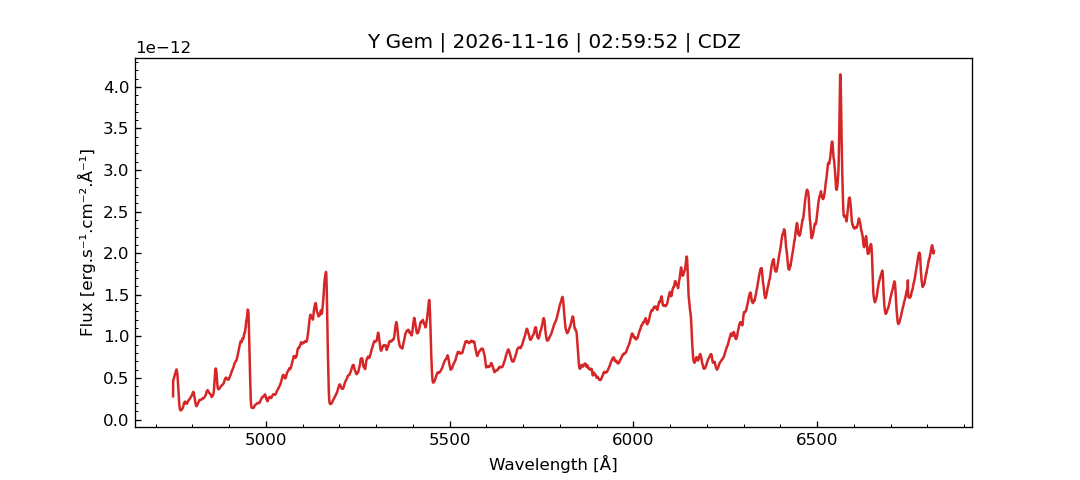 Y Gem | 2026-11-16 | 02:59:52 | CDZ
1e−12
4.0
3.5
3.0
2.5
2.0
1.5
1.0
0.5
0.0
Flux [erg.s⁻¹.cm⁻².Å⁻¹]
5000 5500 6000 6500
Wavelength [Å]